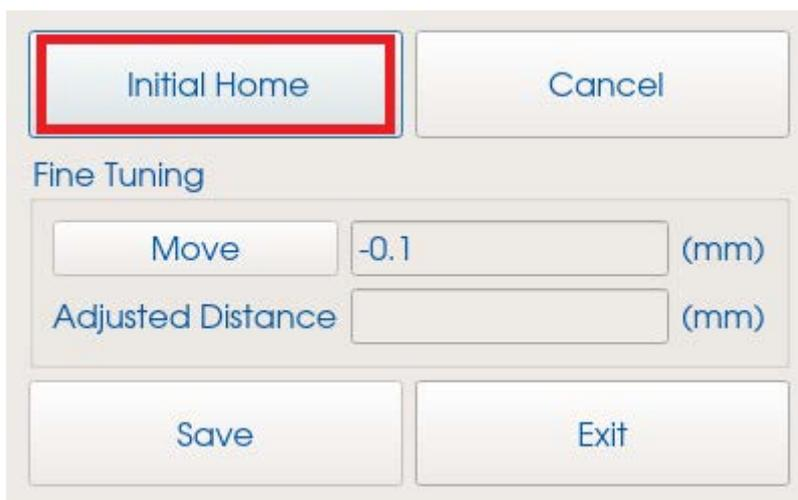 Initial Home Cancel
Fine Tuning
Move -0.1 (mm)
Adjusted Distance (mm)
Save Exit